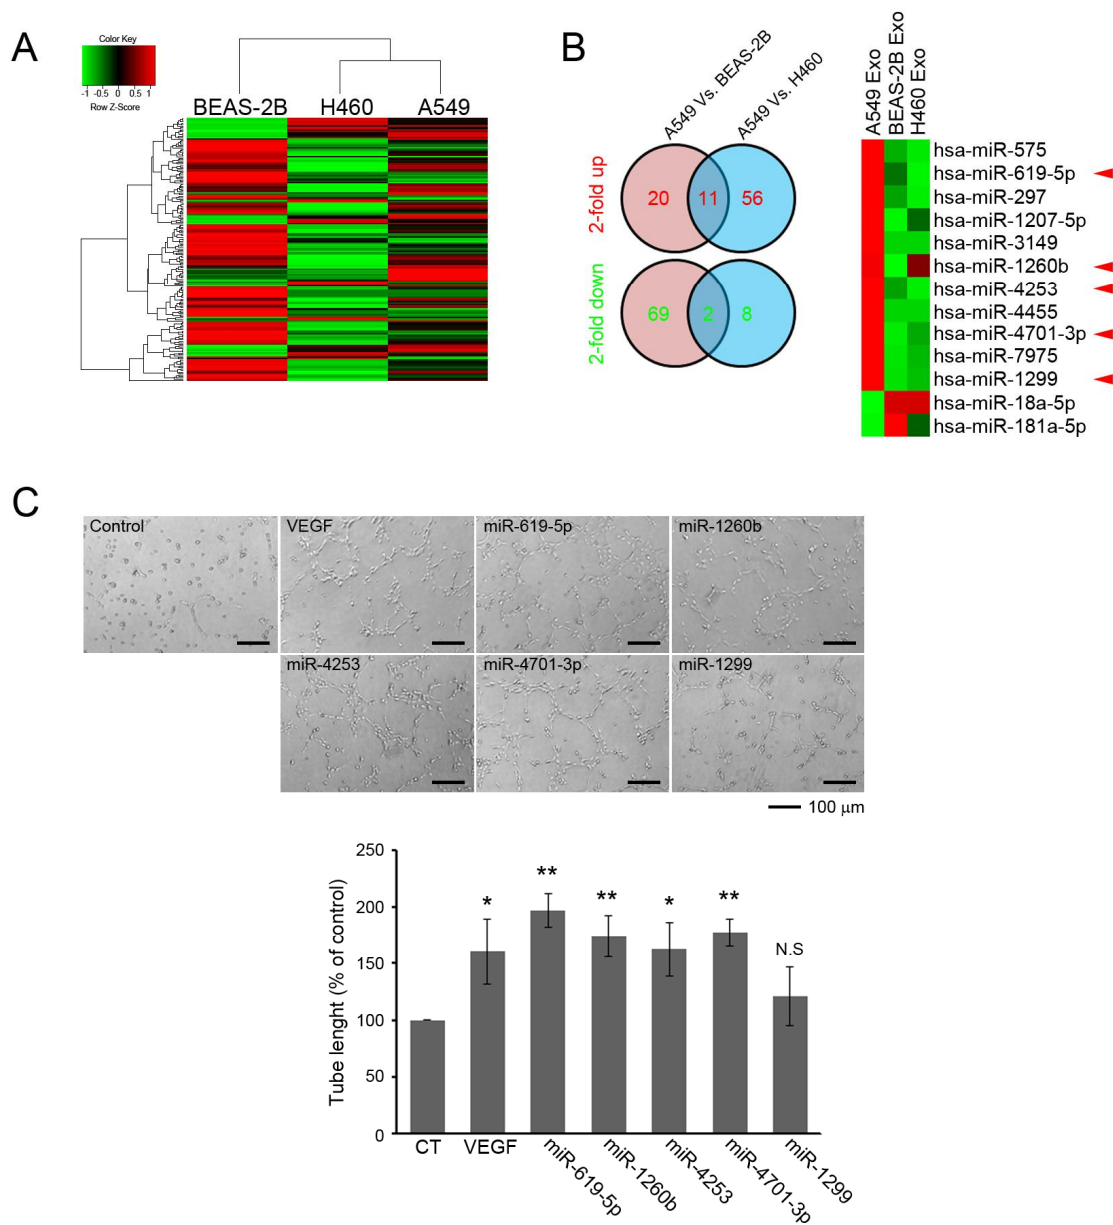 A
Color Key
-1 -0.5 0 0.5 1
Row Z-Score
BEAS-2B H460 A549
B
A549 Vs. BEAS-2B
A549 Vs. H460
2-fold up
20 11 56
2-fold down
69 2 8
A549 Exo
BEAS-2B Exo
H460 Exo
hsa-miR-575
hsa-miR-619-5p
hsa-miR-297
hsa-miR-1207-5p
hsa-miR-3149
hsa-miR-1260b
hsa-miR-4253
hsa-miR-4455
hsa-miR-4701-3p
hsa-miR-7975
hsa-miR-1299
hsa-miR-18a-5p
hsa-miR-181a-5p
C
Control VEGF miR-619-5p miR-1260b
miR-4253 miR-4701-3p miR-1299
100 μm
Tube lenght (% of control)
250
200
150
100
50
0
* ** ** * ** N.S
CT VEGF miR-619-5p miR-1260b miR-4253 miR-4701-3p miR-1299